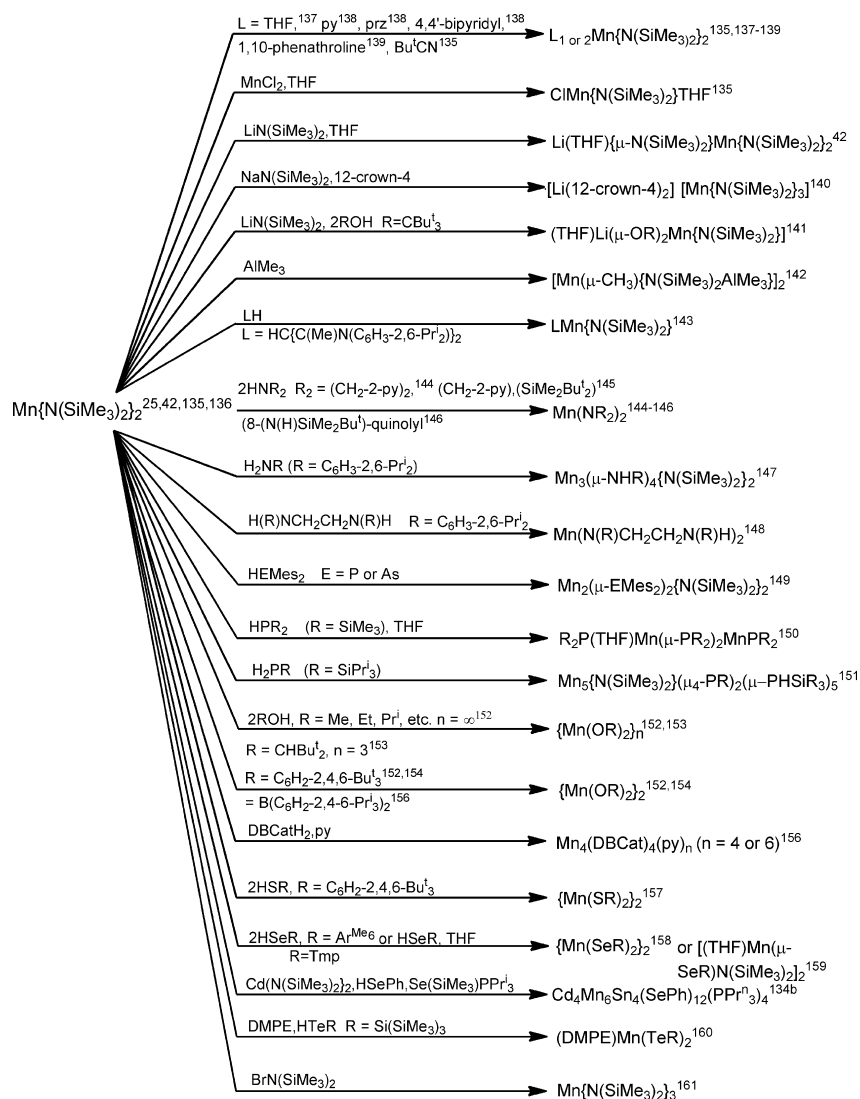 L = THF,¹³⁷ py¹³⁸, prz¹³⁸, 4,4'-bipyridyl,¹³⁸
1,10-phenathroline¹³⁹, BuᵗCN¹³⁵
L₁ or ₂Mn{N(SiMe₃)₂}₂¹³⁵,¹³⁷⁻¹³⁹
MnCl₂,THF
ClMn{N(SiMe₃)₂}THF¹³⁵
LiN(SiMe₃)₂,THF
Li(THF){μ-N(SiMe₃)₂}Mn{N(SiMe₃)₂}₂⁴²
NaN(SiMe₃)₂,12-crown-4
[Li(12-crown-4)₂] [Mn{N(SiMe₃)₂}₃]¹⁴⁰
LiN(SiMe₃)₂, 2ROH R=CBuᵗ₃
(THF)Li(μ-OR)₂Mn{N(SiMe₃)₂}]¹⁴¹
AlMe₃
[Mn(μ-CH₃){N(SiMe₃)₂AlMe₃}]₂¹⁴²
LH
L = HC{C(Me)N(C₆H₃-2,6-Prⁱ₂)}₂
LMn{N(SiMe₃)₂}¹⁴³
Mn{N(SiMe₃)₂}₂²⁵,⁴²,¹³⁵,¹³⁶
2HNR₂ R₂ = (CH₂-2-py)₂,¹⁴⁴ (CH₂-2-py),(SiMe₂Buᵗ₂)¹⁴⁵
(8-(N(H)SiMe₂Buᵗ)-quinolyl¹⁴⁶
Mn(NR₂)₂¹⁴⁴⁻¹⁴⁶
H₂NR (R = C₆H₃-2,6-Prⁱ₂)
Mn₃(μ-NHR)₄{N(SiMe₃)₂}₂¹⁴⁷
H(R)NCH₂CH₂N(R)H R = C₆H₃-2,6-Prⁱ₂
Mn(N(R)CH₂CH₂N(R)H)₂¹⁴⁸
HEMes₂ E = P or As
Mn₂(μ-EMes₂)₂{N(SiMe₃)₂}₂¹⁴⁹
HPR₂ (R = SiMe₃), THF
R₂P(THF)Mn(μ-PR₂)₂MnPR₂¹⁵⁰
H₂PR (R = SiPrⁱ₃)
Mn₅{N(SiMe₃)₂}(μ₄-PR)₂(μ–PHSiR₃)₅¹⁵¹
2ROH, R = Me, Et, Prⁱ, etc. n = ∞¹⁵²
R = CHBuᵗ₂, n = 3¹⁵³
{Mn(OR)₂}n¹⁵²,¹⁵³
R = C₆H₂-2,4,6-Buᵗ₃¹⁵²,¹⁵⁴
= B(C₆H₂-2,4-6-Prⁱ₃)₂¹⁵⁶
{Mn(OR)₂}₂¹⁵²,¹⁵⁴
DBCatH₂,py
Mn₄(DBCat)₄(py)ₙ (n = 4 or 6)¹⁵⁶
2HSR, R = C₆H₂-2,4,6-Buᵗ₃
{Mn(SR)₂}₂¹⁵⁷
2HSeR, R = Arᴹᵉ₆ or HSeR, THF
R=Tmp
{Mn(SeR)₂}₂¹⁵⁸ or [(THF)Mn(μ-
SeR)N(SiMe₃)₂]₂¹⁵⁹
Cd(N(SiMe₃)₂}₂,HSePh,Se(SiMe₃)PPrⁱ₃
Cd₄Mn₆Sn₄(SePh)₁₂(PPrⁿ₃)₄¹³⁴ᵇ
DMPE,HTeR R = Si(SiMe₃)₃
(DMPE)Mn(TeR)₂¹⁶⁰
BrN(SiMe₃)₂
Mn{N(SiMe₃)₂}₃¹⁶¹